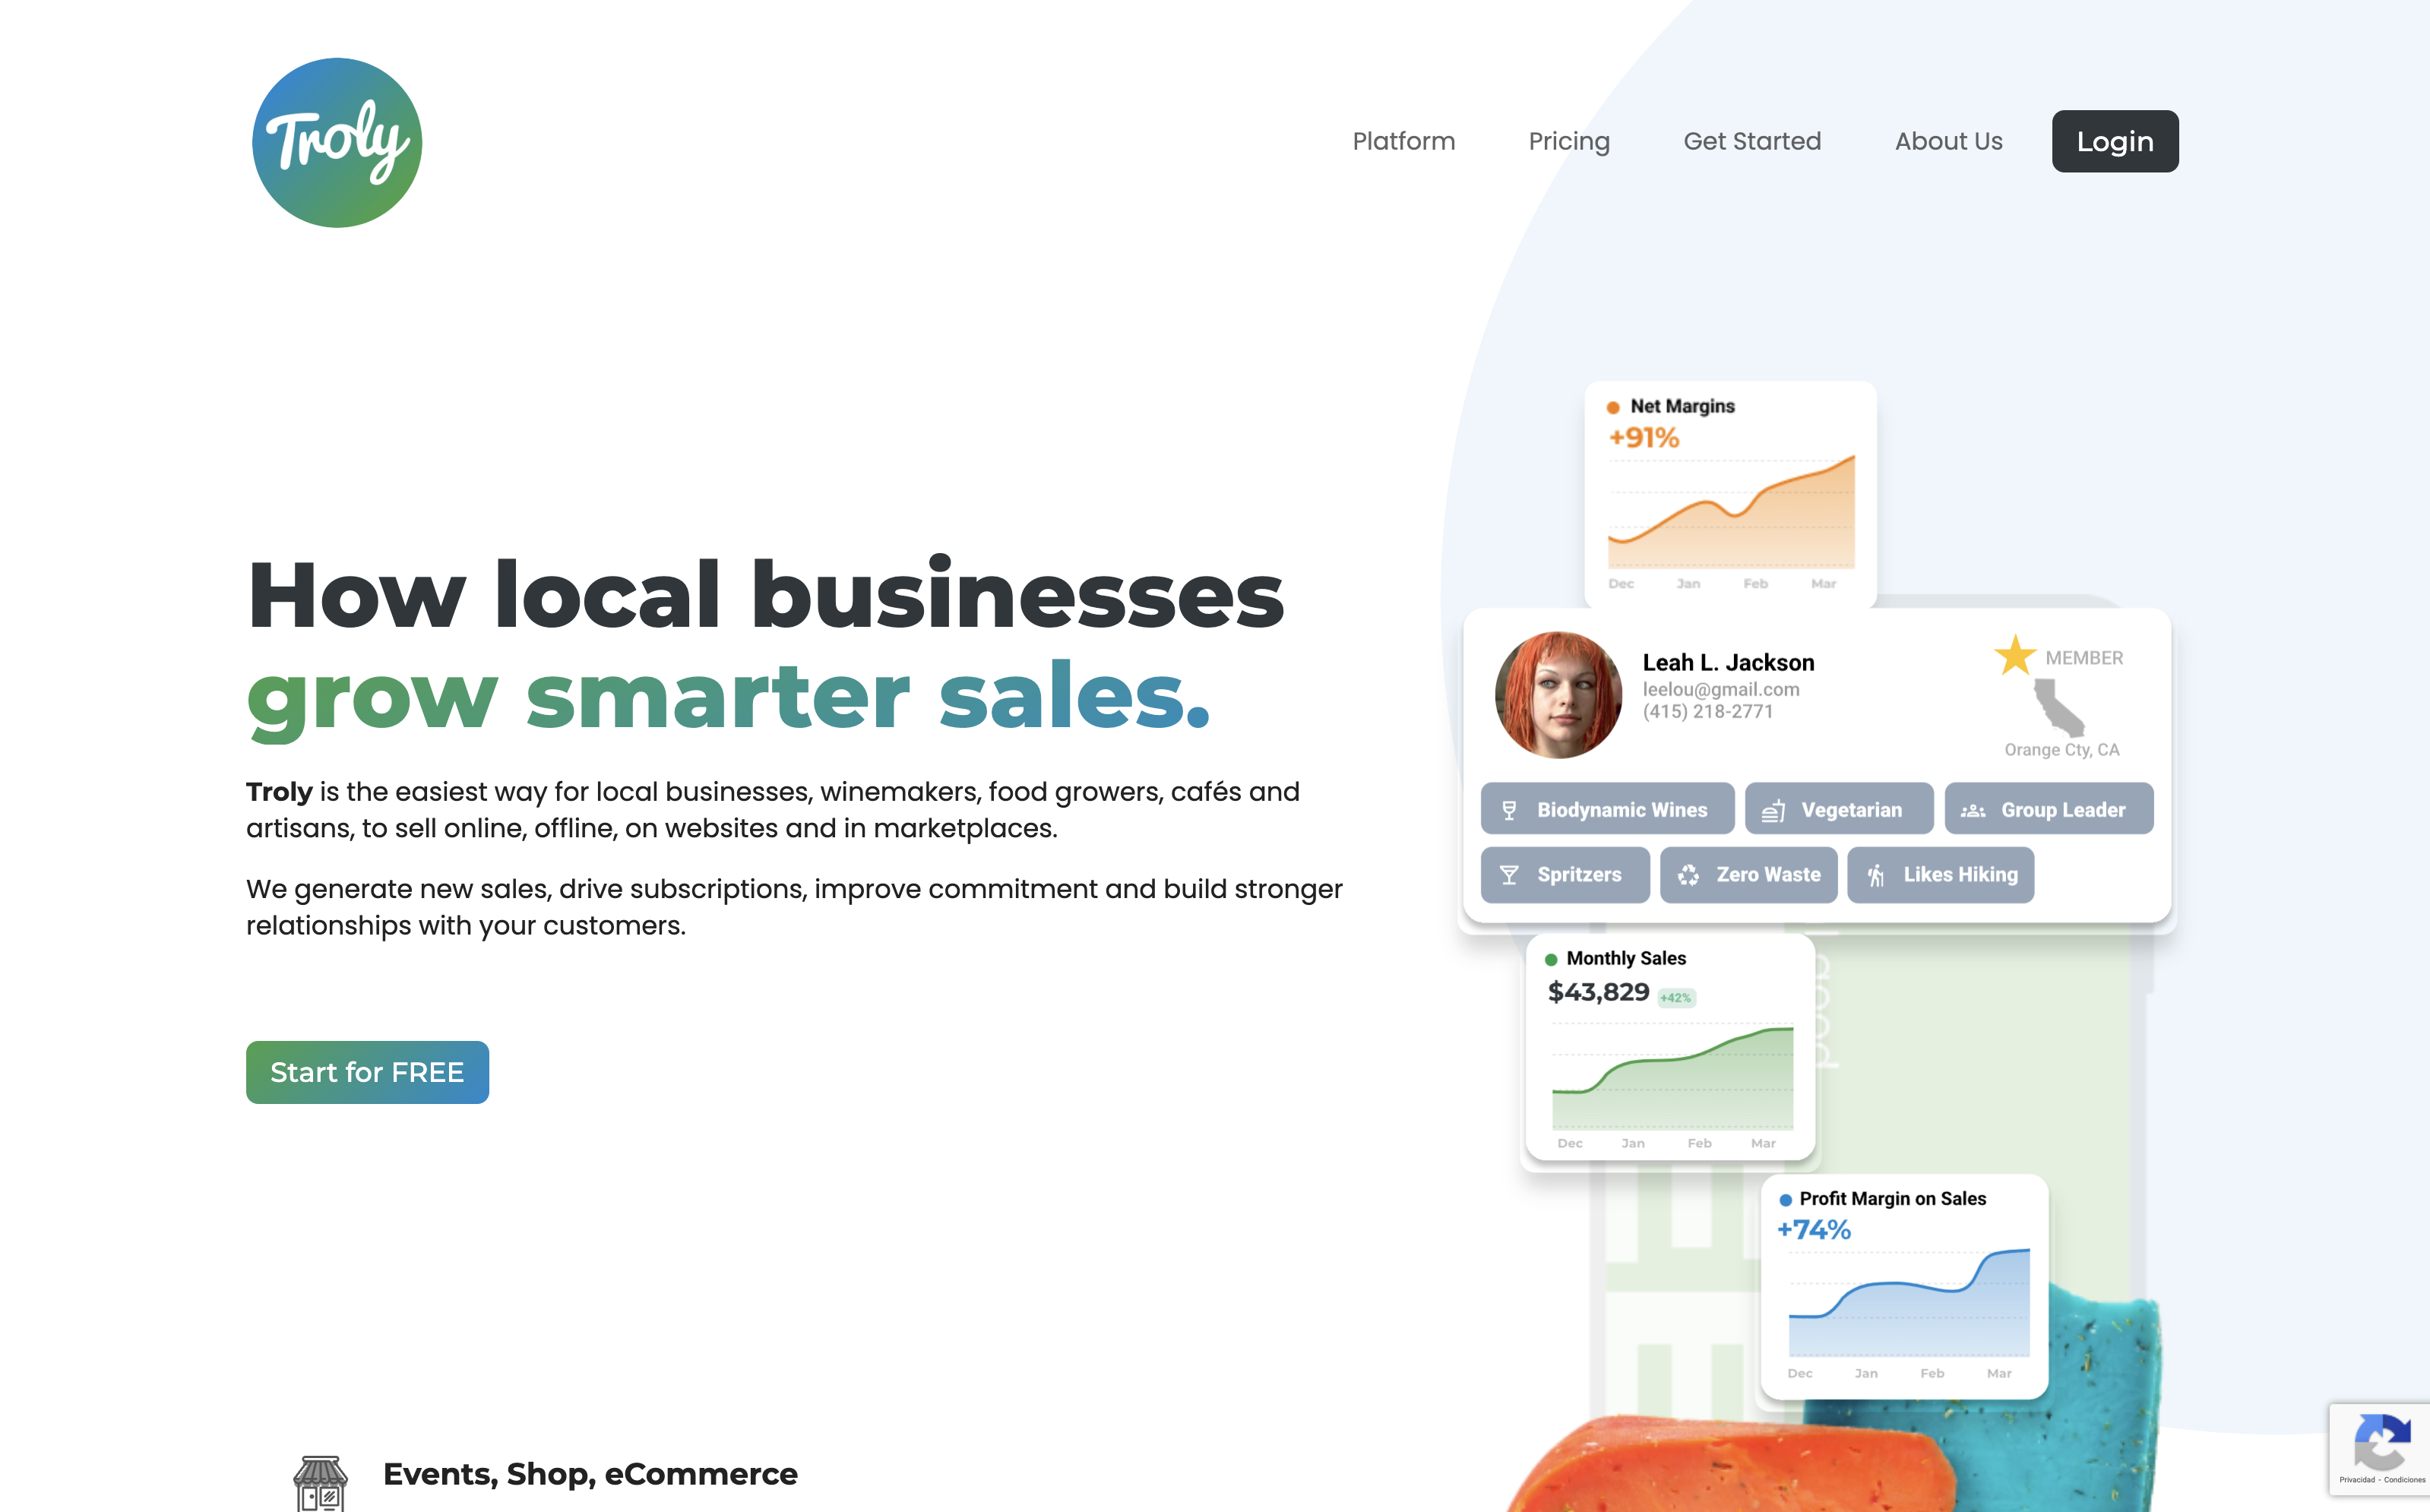 Troly
Platform
Pricing
Get Started
About Us
Login
How local businesses
grow smarter sales.
Troly is the easiest way for local businesses, winemakers, food growers, cafés and
artisans, to sell online, offline, on websites and in marketplaces.
We generate new sales, drive subscriptions, improve commitment and build stronger
relationships with your customers.
Start for FREE
Events, Shop, eCommerce
Net Margins
+91%
Dec Jan Feb Mar
Leah L. Jackson
leelou@gmail.com
(415) 218-2771
MEMBER
Orange Cty, CA
Biodynamic Wines
Vegetarian
Group Leader
Spritzers
Zero Waste
Likes Hiking
Monthly Sales
$43,829 +42%
Dec Jan Feb Mar
Profit Margin on Sales
+74%
Dec Jan Feb Mar
Privacidad - Condiciones